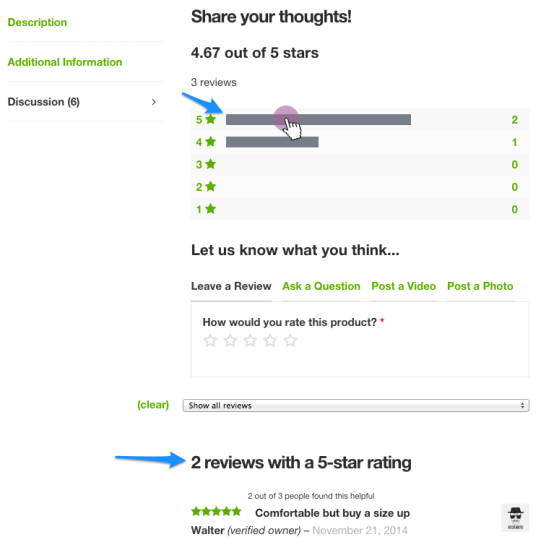 Description
Additional Information
Discussion (6)
Share your thoughts!
4.67 out of 5 stars
3 reviews
5 2
4 1
3 0
2 0
1 0
Let us know what you think...
Leave a Review Ask a Question Post a Video Post a Photo
How would you rate this product? *
(clear) Show all reviews
2 reviews with a 5-star rating
2 out of 3 people found this helpful
Comfortable but buy a size up
Walter (verified owner) – November 21, 2014